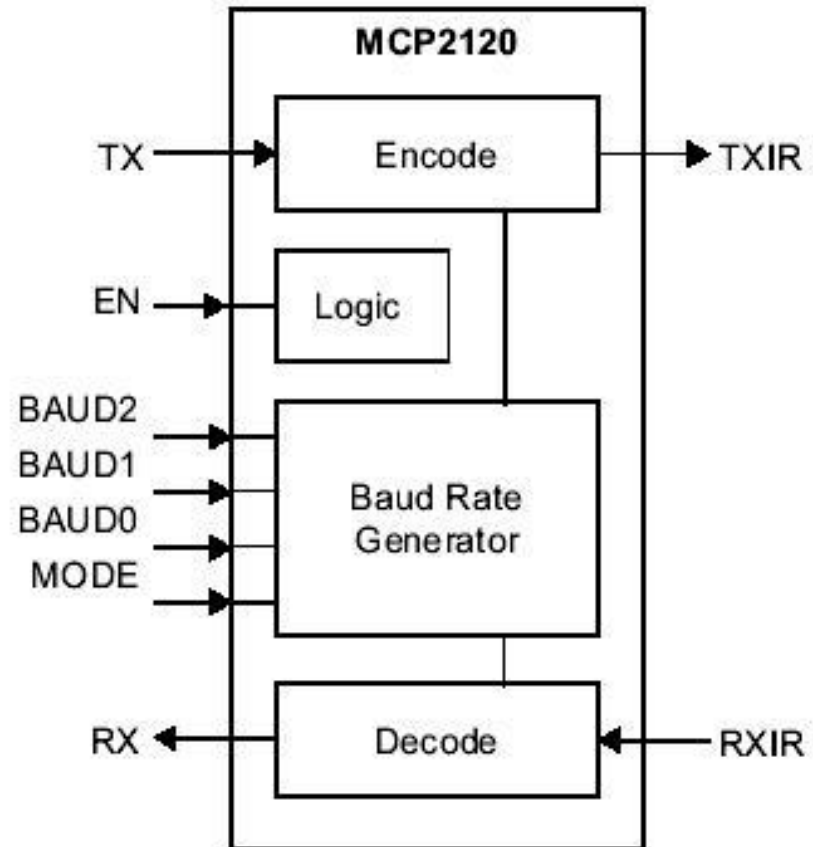 MCP2120
TX
Encode
TXIR
EN
Logic
BAUD2
BAUD1
BAUD0
MODE
Baud Rate
Generator
RX
Decode
RXIR